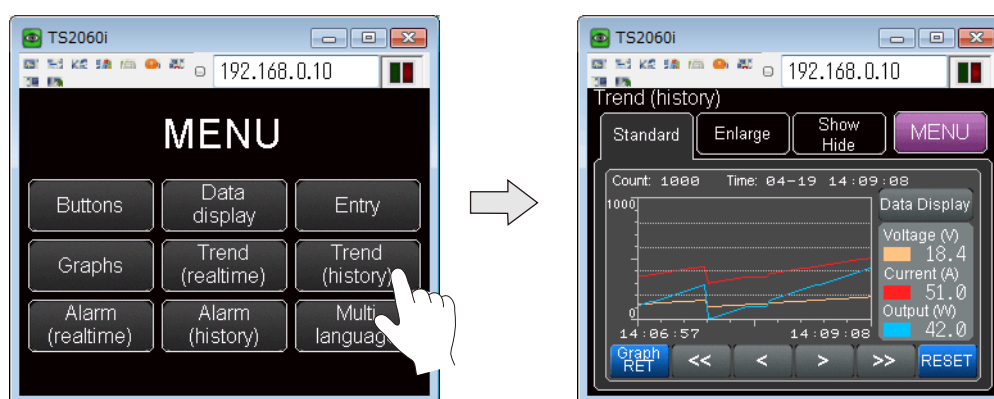 TS2060i
192.168.0.10
MENU
Buttons
Data
display
Entry
Graphs
Trend
(realtime)
Trend
(history)
Alarm
(realtime)
Alarm
(history)
Multi
language
TS2060i
192.168.0.10
Trend (history)
Standard
Enlarge
Show
Hide
MENU
Count: 1000 Time: 04-19 14:09:08
1000
0
14:06:57 14:09:08
Data Display
Voltage (V)
18.4
Current (A)
51.0
Output (W)
42.0
Graph
RET
<<
<
>
>>
RESET